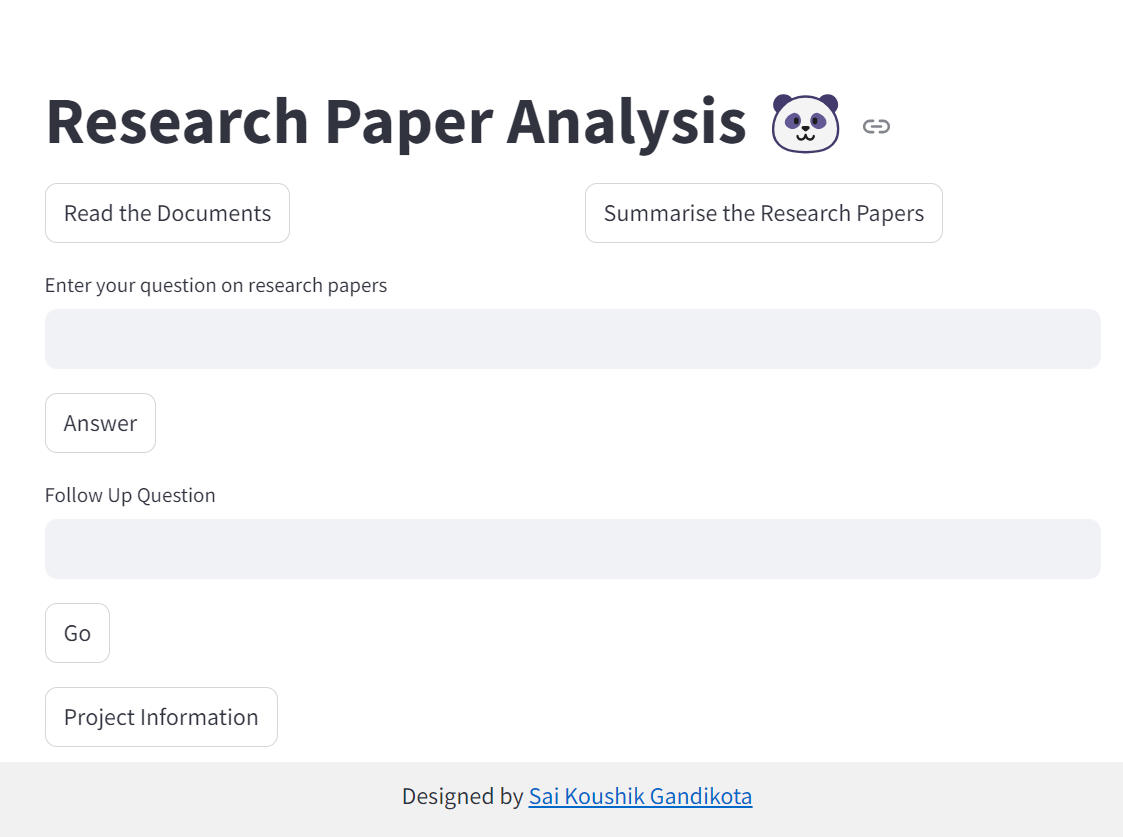 Research Paper Analysis
Read the Documents
Summarise the Research Papers
Enter your question on research papers
Answer
Follow Up Question
Go
Project Information
Designed by Sai Koushik Gandikota